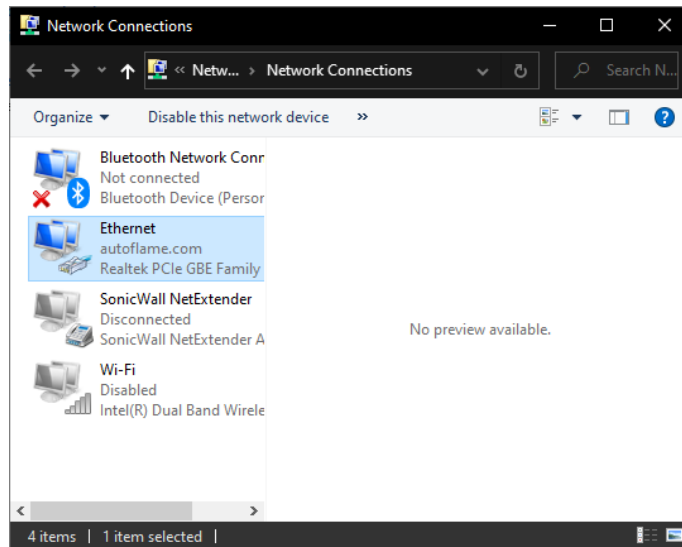 Network Connections
« Netw... › Network Connections
Search N...
Organize
Disable this network device
»
Bluetooth Network Conr
Not connected
Bluetooth Device (Persor
Ethernet
autoflame.com
Realtek PCIe GBE Family
SonicWall NetExtender
Disconnected
SonicWall NetExtender A
Wi-Fi
Disabled
Intel(R) Dual Band Wirele
No preview available.
4 items | 1 item selected |